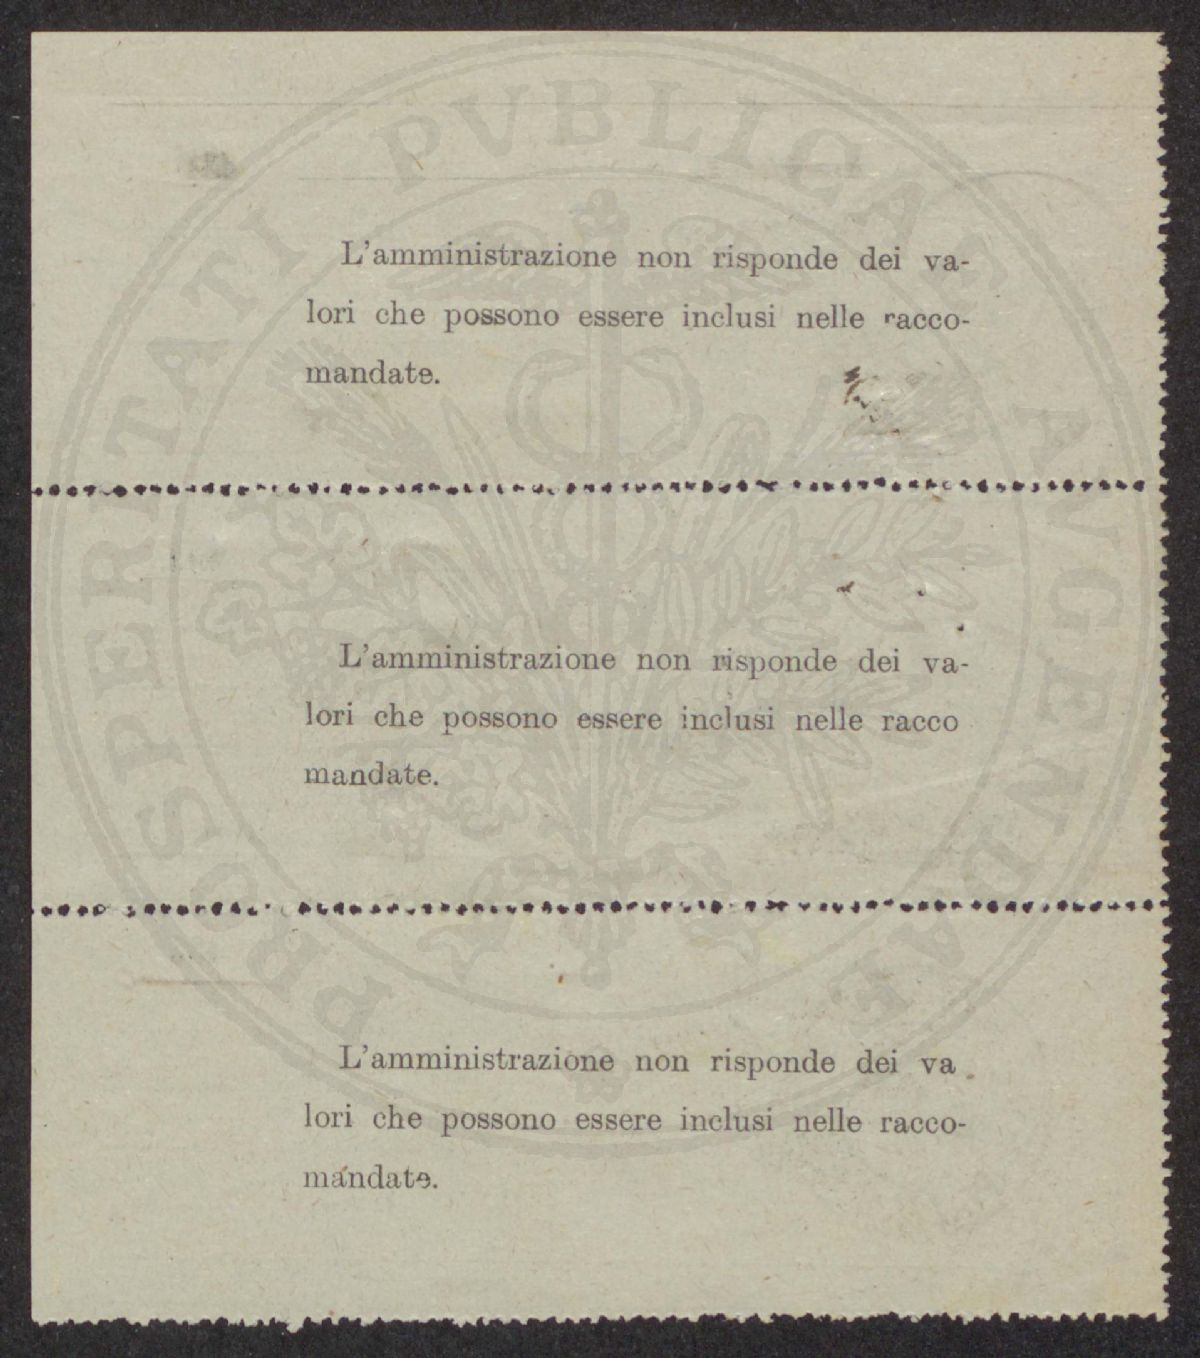 L'amministrazione non risponde dei va-
lori che possono essere inclusi nelle racco-
mandate.
L'amministrazione non risponde dei va-
lori che possono essere inclusi nelle racco
mandate.
L'amministrazione non risponde dei va
lori che possono essere inclusi nelle racco-
mandate.
PROSPERITATI PVBLICAE AVGENDAE